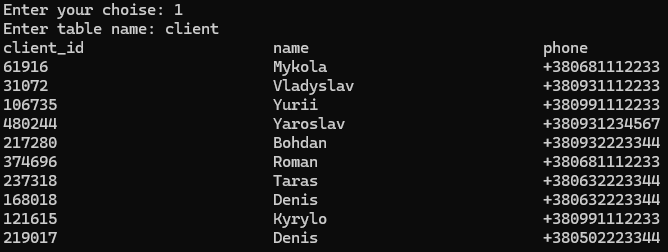 Enter your choise: 1
Enter table name: client
client_id name phone
61916 Mykola +380681112233
31072 Vladyslav +380931112233
106735 Yurii +380991112233
480244 Yaroslav +380931234567
217280 Bohdan +380932223344
374696 Roman +380681112233
237318 Taras +380632223344
168018 Denis +380632223344
121615 Kyrylo +380991112233
219017 Denis +380502223344